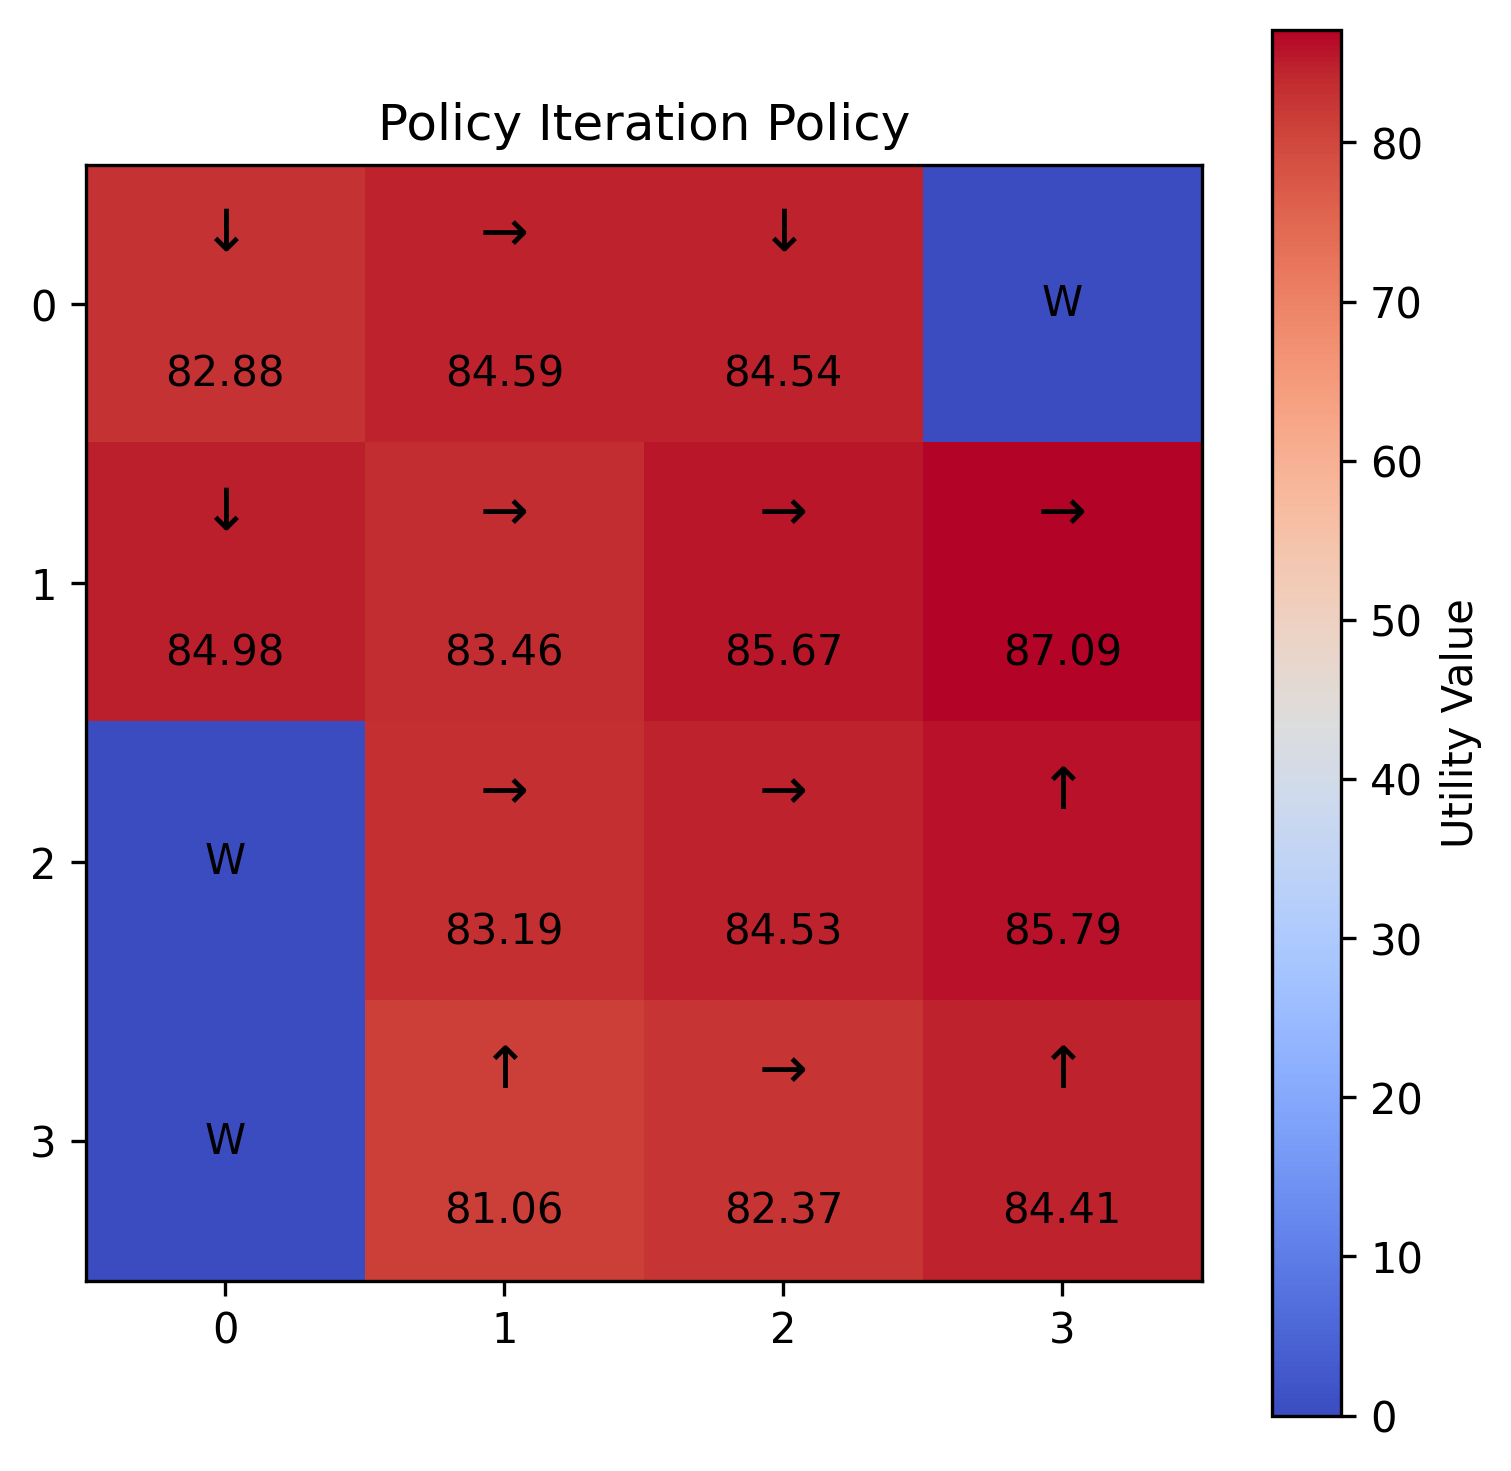 Policy Iteration Policy
↓ → ↓
0 W
82.88 84.59 84.54
↓ → → →
1
84.98 83.46 85.67 87.09
→ → ↑
2 W
83.19 84.53 85.79
↑ → ↑
3 W
81.06 82.37 84.41
0 1 2 3
80
70
60
50
40
30
20
10
0
Utility Value